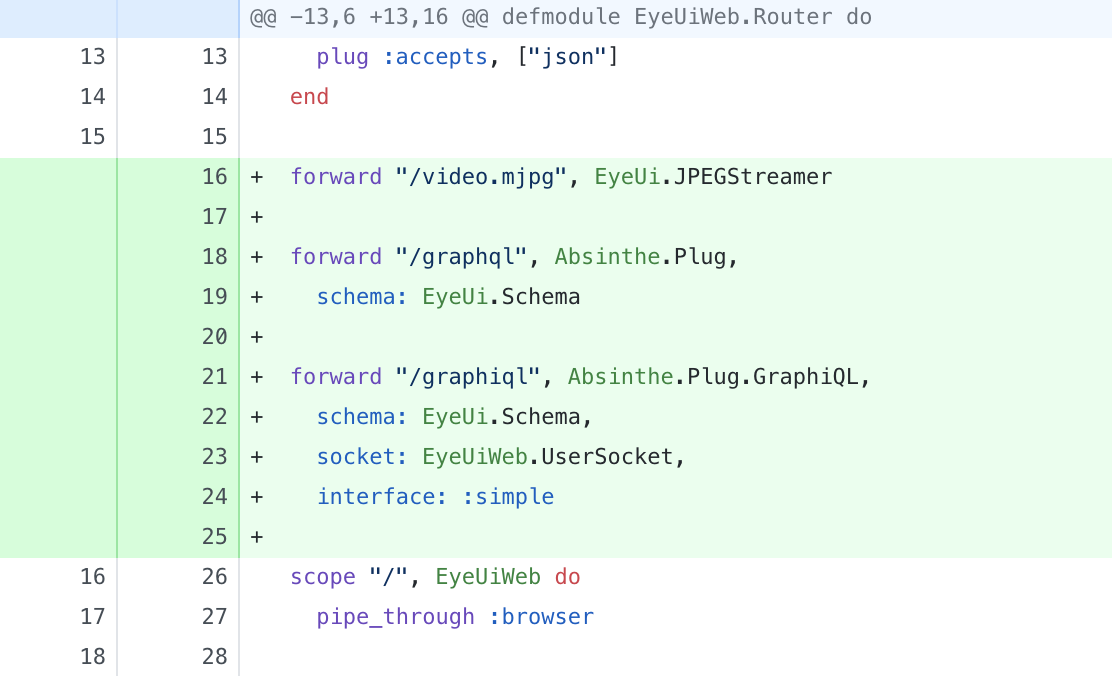 @@ −13,6 +13,16 @@ defmodule EyeUiWeb.Router do
13 13     plug :accepts, ["json"]
14 14   end
15 15
16 +  forward "/video.mjpg", EyeUi.JPEGStreamer
17 +
18 +  forward "/graphql", Absinthe.Plug,
19 +    schema: EyeUi.Schema
20 +
21 +  forward "/graphiql", Absinthe.Plug.GraphiQL,
22 +    schema: EyeUi.Schema,
23 +    socket: EyeUiWeb.UserSocket,
24 +    interface: :simple
25 +
16 26   scope "/", EyeUiWeb do
17 27     pipe_through :browser
18 28